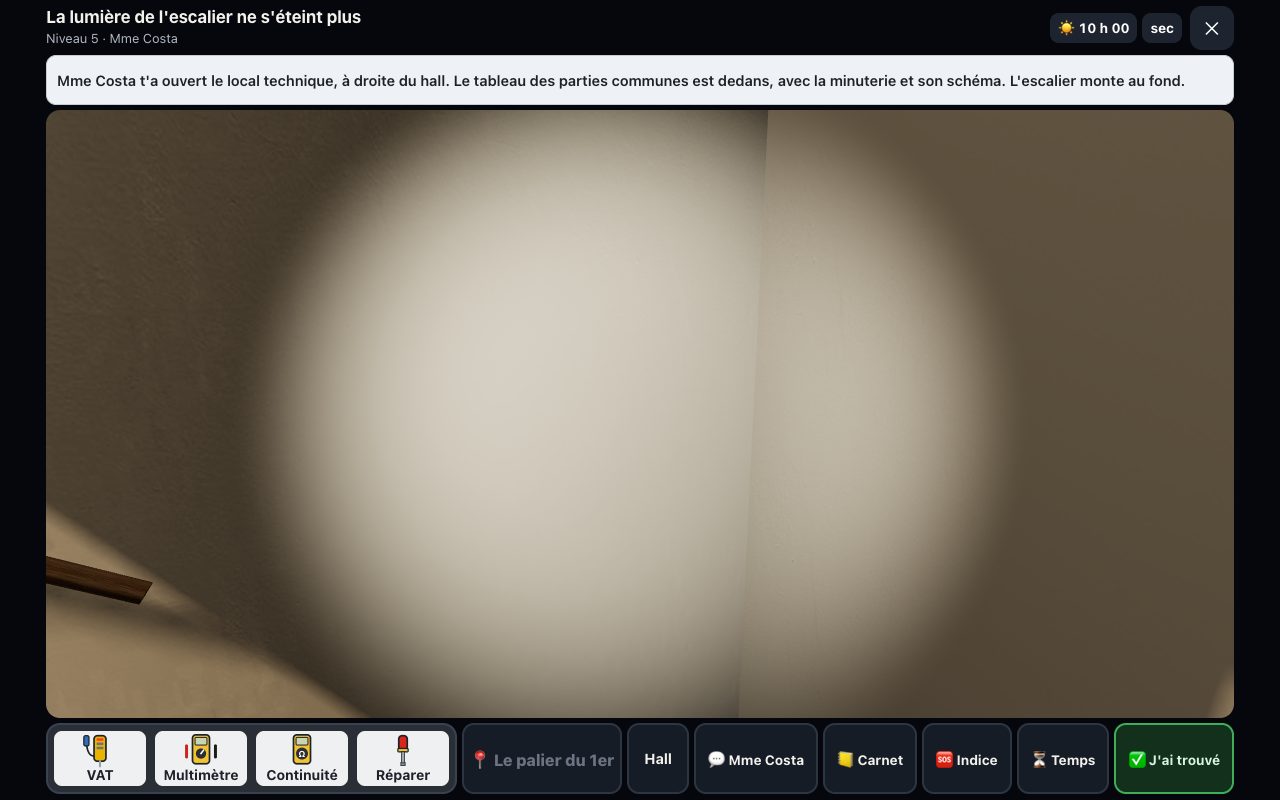 La lumière de l'escalier ne s'éteint plus
Niveau 5 · Mme Costa
☀️ 10 h 00
sec
Mme Costa t'a ouvert le local technique, à droite du hall. Le tableau des parties communes est dedans, avec la minuterie et son schéma. L'escalier monte au fond.
VAT
Multimètre
Ω
Continuité
Réparer
📍 Le palier du 1er
Hall
💬 Mme Costa
📒 Carnet
🆘 Indice
⏳ Temps
✅ J'ai trouvé